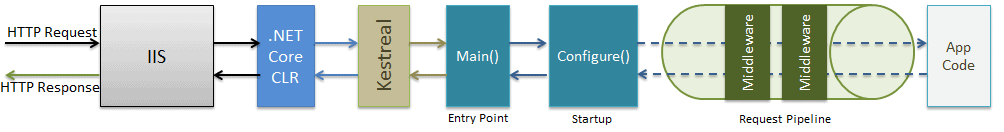 HTTP Request
HTTP Response
IIS
.NET
Core
CLR
Kestreal
Main()
Entry Point
Configure()
Startup
Middleware
Middleware
Request Pipeline
App
Code